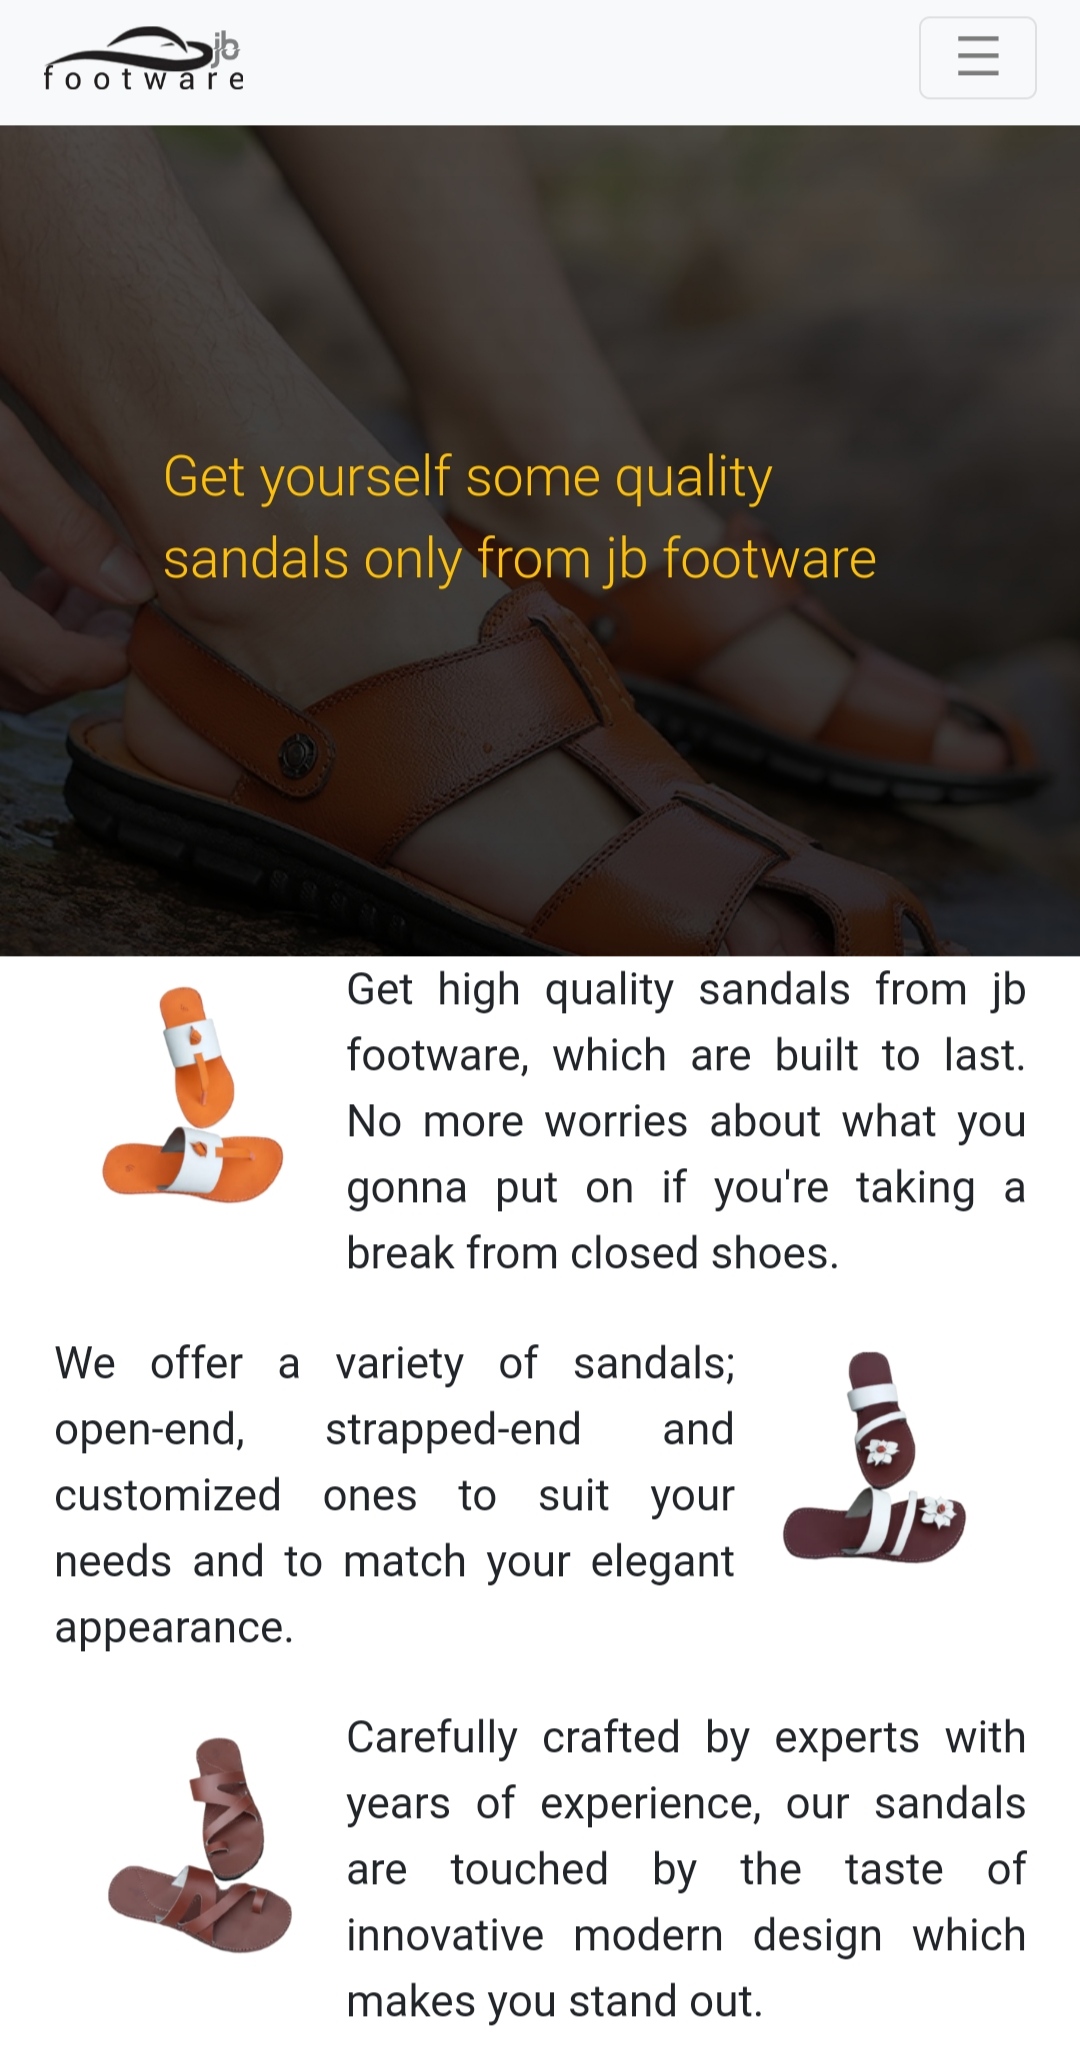 jb
footware
Get yourself some quality
sandals only from jb footware
Get high quality sandals from jb
footware, which are built to last.
No more worries about what you
gonna put on if you're taking a
break from closed shoes.
We offer a variety of sandals;
open-end, strapped-end and
customized ones to suit your
needs and to match your elegant
appearance.
Carefully crafted by experts with
years of experience, our sandals
are touched by the taste of
innovative modern design which
makes you stand out.